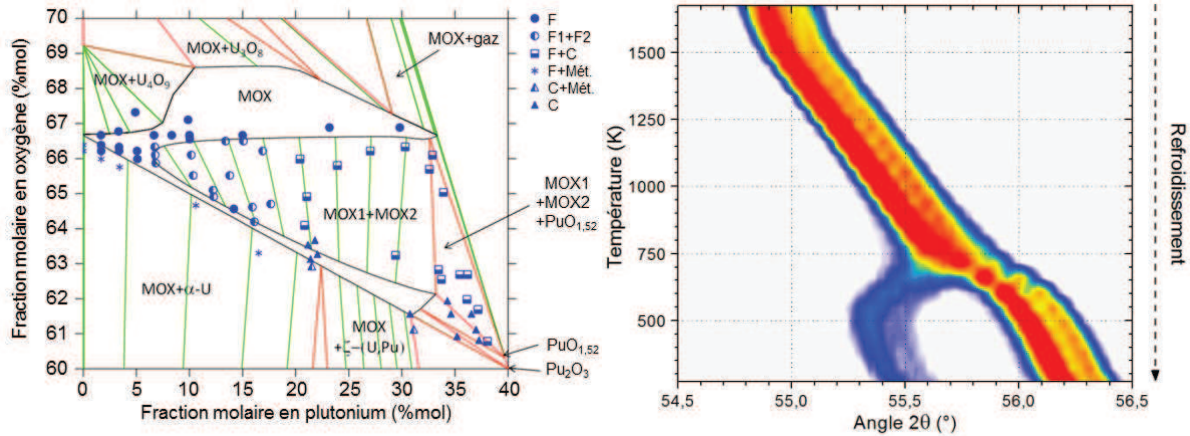 70
69
68
67
66
65
64
63
62
61
60
Fraction molaire en oxygène (%mol)
0
5
10
15
20
25
30
35
40
Fraction molaire en plutonium (%mol)
MOX+U₃O₈
MOX+U₄O₉
MOX
MOX+gaz
F
F1+F2
F+C
F+Mét.
C+Mét.
C
MOX1+MOX2
MOX1
+MOX2
+PuO₁,₅₂
MOX+α-U
MOX
+ζ-(U,Pu)
PuO₁,₅₂
Pu₂O₃
1500
1250
1000
750
500
Température (K)
54,5
55,0
55,5
56,0
56,5
Angle 2θ (°)
Refroidissement